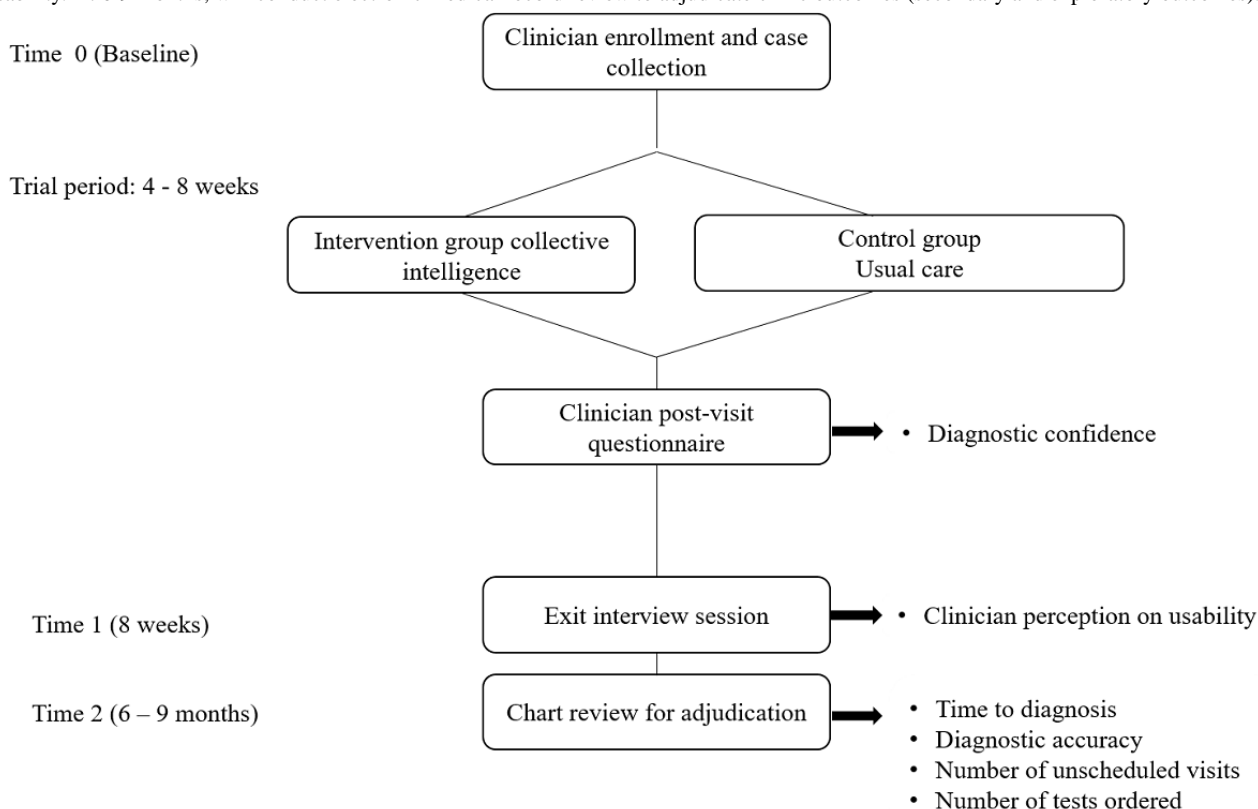 Time 0 (Baseline)
Clinician enrollment and case
collection
Trial period: 4 - 8 weeks
Intervention group collective
intelligence
Control group
Usual care
Clinician post-visit
questionnaire
• Diagnostic confidence
Time 1 (8 weeks)
Exit interview session
• Clinician perception on usability
Time 2 (6 – 9 months)
Chart review for adjudication
• Time to diagnosis
• Diagnostic accuracy
• Number of unscheduled visits
• Number of tests ordered